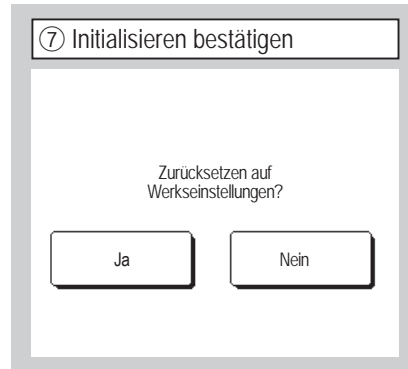 ⑦ Initialisieren bestätigen
Zurücksetzen auf
Werkseinstellungen?
Ja
Nein